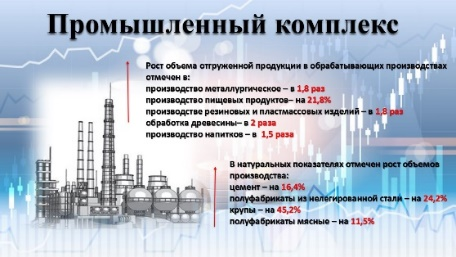 Промышленный комплекс
Рост объема отгруженной продукции в обрабатывающих производствах
отмечен в:
производство металлургическое – в 1,8 раз
производство пищевых продуктов– на 21,8%
производство резиновых и пластмассовых изделий – в 1,8 раз
обработка древесины– в 2 раза
производство напитков – в 1,5 раза
В натуральных показателях отмечен рост объемов
производства:
цемент – на 16,4%
полуфабрикаты из нелегированной стали – на 24,2%
крупы – на 45,2%
полуфабрикаты мясные – на 11,5%